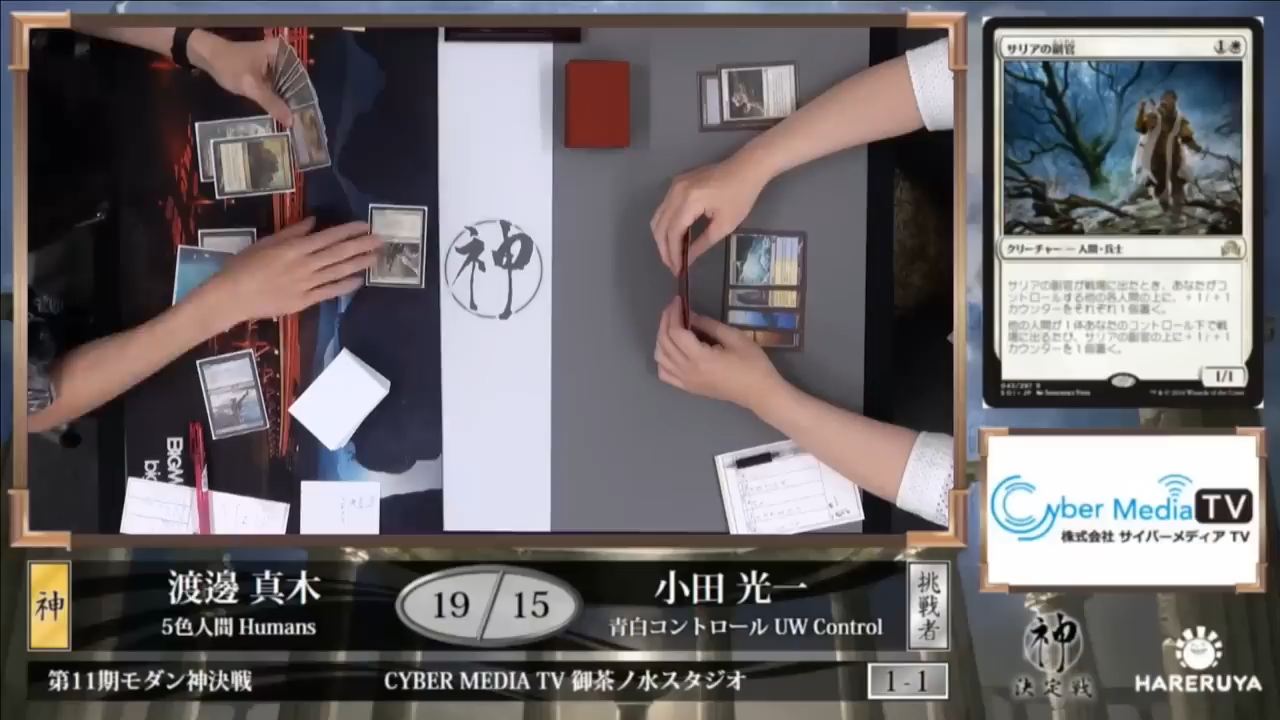 サリアの副官
クリーチャー — 人間・兵士
サリアの副官が戦場に出たとき、あなたがコ
ントロールする他の各人間の上に、+1/+1
カウンターをそれぞれ1個置く。
他の人間が1体あなたのコントロール下で戦
場に出るたび、サリアの副官の上に+1/+1
カウンターを1個置く。
1/1
神
BIGM
Cyber Media TV
株式会社 サイバーメディア TV
神
渡邊 真木
5色人間 Humans
19 / 15
小田 光一
青白コントロール UW Control
挑戦者
第11期モダン神決戦
CYBER MEDIA TV 御茶ノ水スタジオ
1 - 1
神
決定戦
HARERUYA